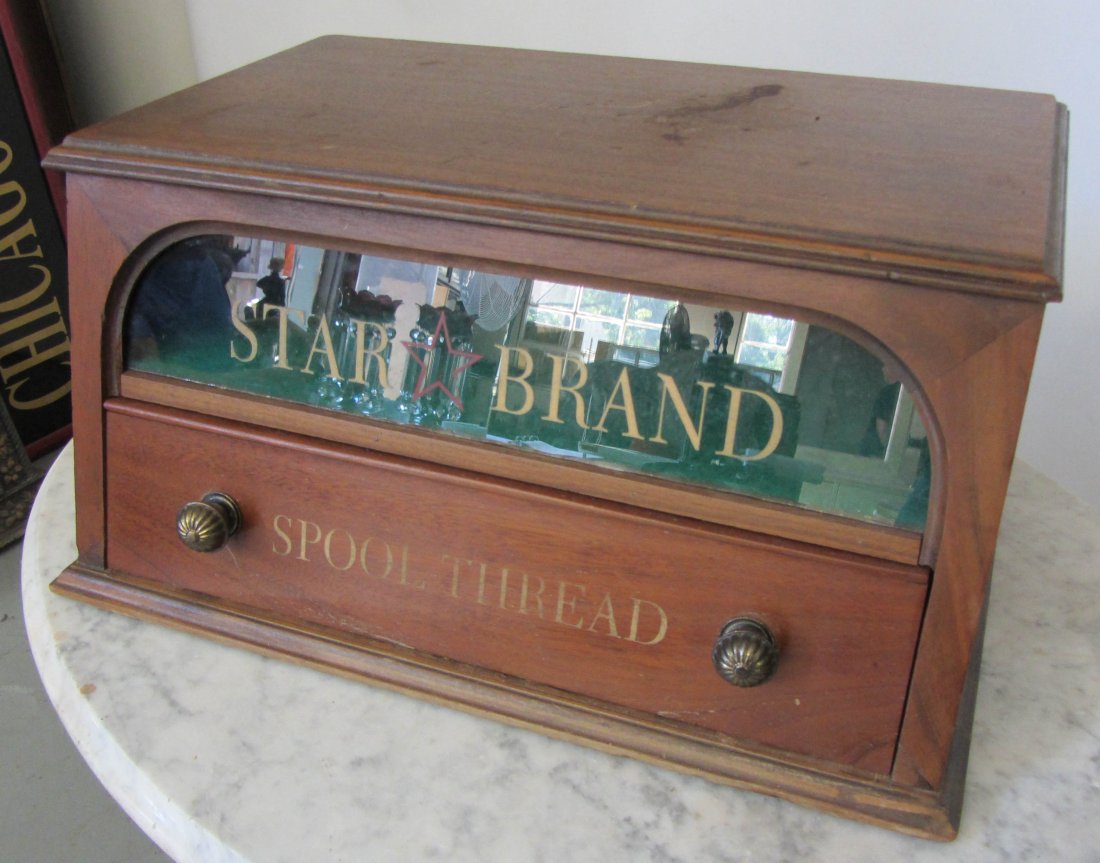 CHICAGO
STAR BRAND
SPOOL THREAD